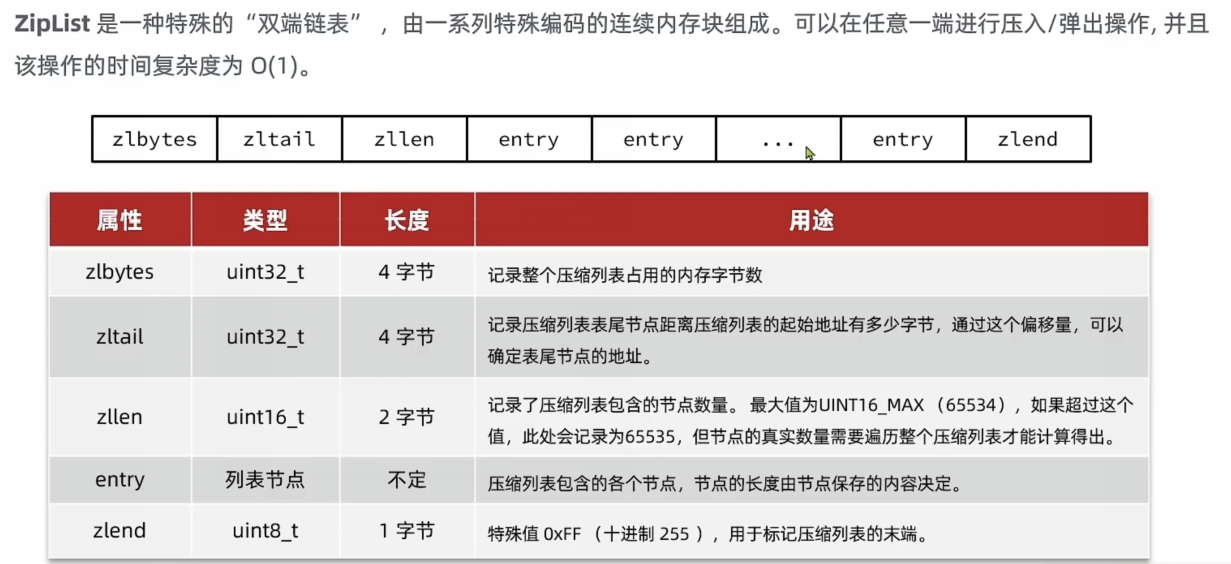 ZipList 是一种特殊的“双端链表” ，由一系列特殊编码的连续内存块组成。可以在任意一端进行压入/弹出操作, 并且
该操作的时间复杂度为 O(1)。
zlbytes zltail zllen entry entry ... entry zlend
属性 类型 长度 用途
zlbytes uint32_t 4 字节 记录整个压缩列表占用的内存字节数
zltail uint32_t 4 字节 记录压缩列表表尾节点距离压缩列表的起始地址有多少字节，通过这个偏移量，可以
确定表尾节点的地址。
zllen uint16_t 2 字节 记录了压缩列表包含的节点数量。 最大值为UINT16_MAX （65534），如果超过这个
值，此处会记录为65535，但节点的真实数量需要遍历整个压缩列表才能计算得出。
entry 列表节点 不定 压缩列表包含的各个节点，节点的长度由节点保存的内容决定。
zlend uint8_t 1 字节 特殊值 0xFF （十进制 255 ），用于标记压缩列表的末端。